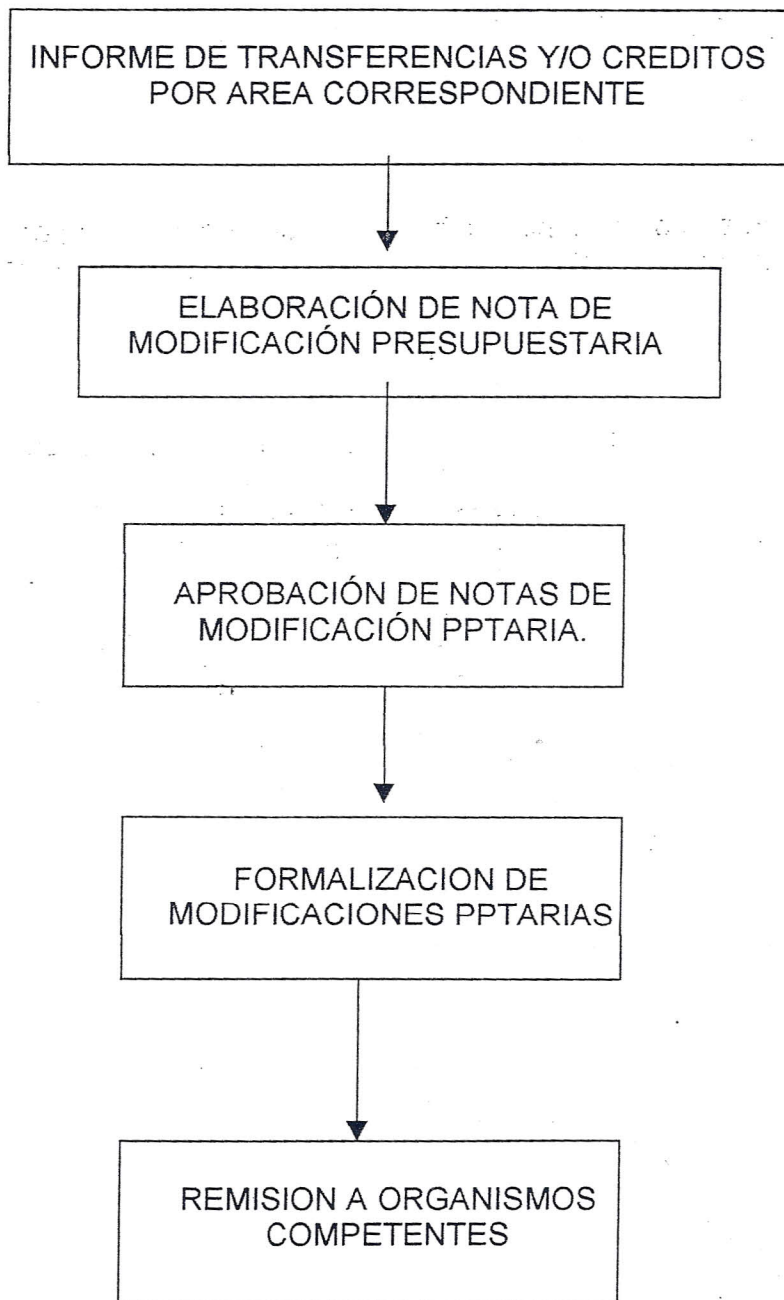 INFORME DE TRANSFERENCIAS Y/O CREDITOS
POR AREA CORRESPONDIENTE
ELABORACIÓN DE NOTA DE
MODIFICACIÓN PRESUPUESTARIA
APROBACIÓN DE NOTAS DE
MODIFICACIÓN PPTARIA.
FORMALIZACION DE
MODIFICACIONES PPTARIAS
REMISION A ORGANISMOS
COMPETENTES